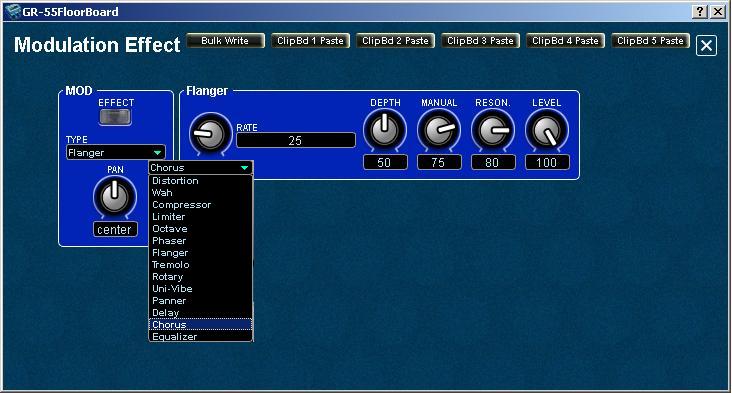 GR-55FloorBoard
Modulation Effect
Bulk Write
ClipBd 1 Paste
ClipBd 2 Paste
ClipBd 3 Paste
ClipBd 4 Paste
ClipBd 5 Paste
MOD
EFFECT
TYPE
Flanger
PAN
center
Flanger
RATE
25
DEPTH
50
MANUAL
75
RESON.
80
LEVEL
100
Chorus
Distortion
Wah
Compressor
Limiter
Octave
Phaser
Flanger
Tremolo
Rotary
Uni-Vibe
Panner
Delay
Chorus
Equalizer